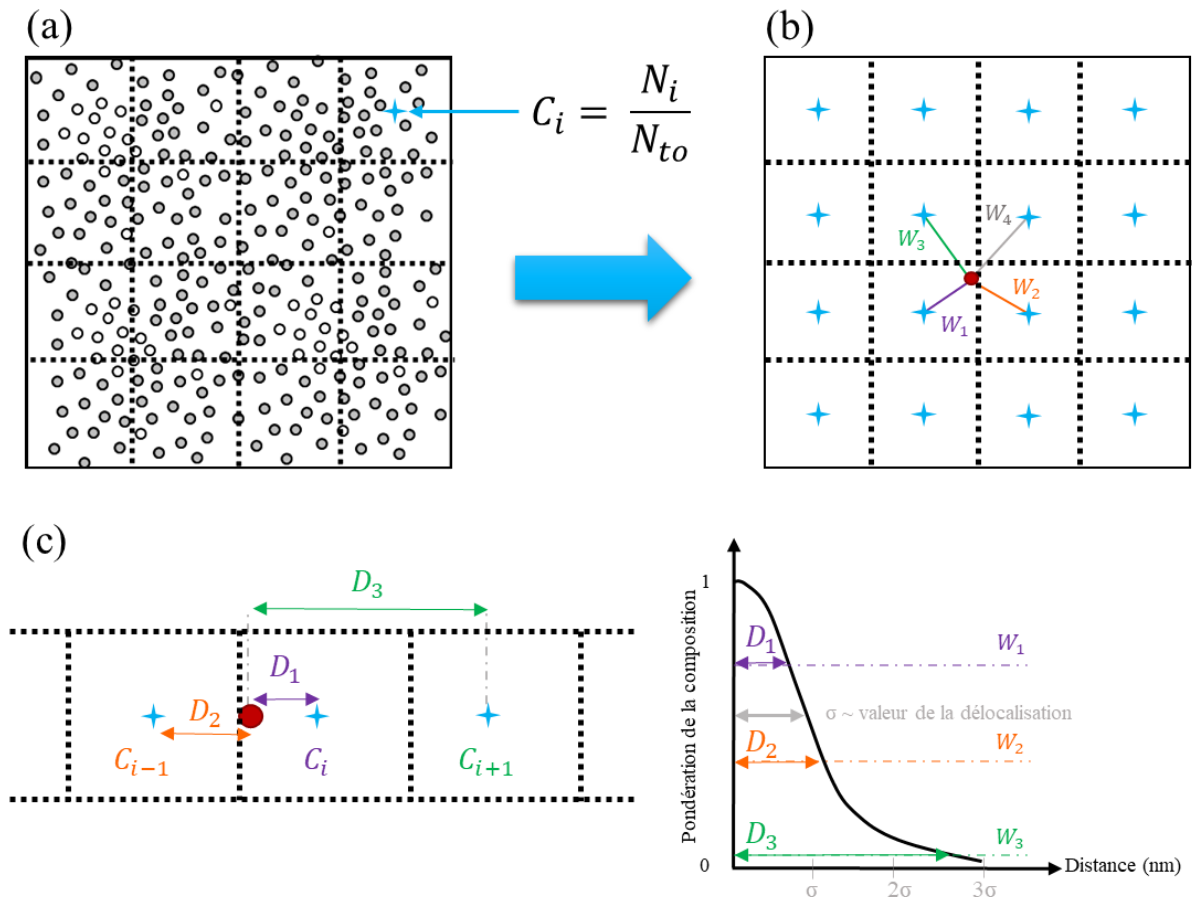 (a)
(b)
C_i = N_i / N_to
W_4
W_3
W_2
W_1
(c)
D_3
D_1
D_2
C_{i-1}
C_i
C_{i+1}
Pondération de la composition
1
D_1
W_1
σ ~ valeur de la délocalisation
D_2
W_2
D_3
W_3
0
Distance (nm)
σ
2σ
3σ